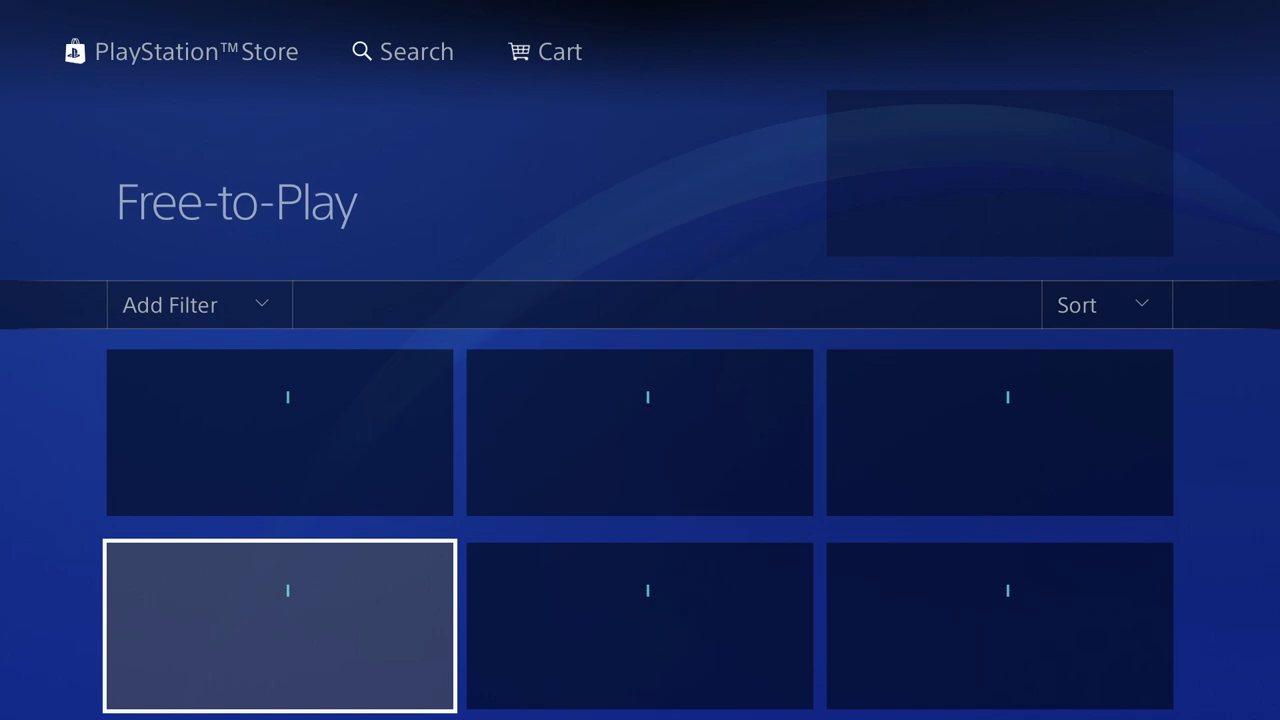 PlayStation™Store
Search
Cart
Free-to-Play
Add Filter
Sort